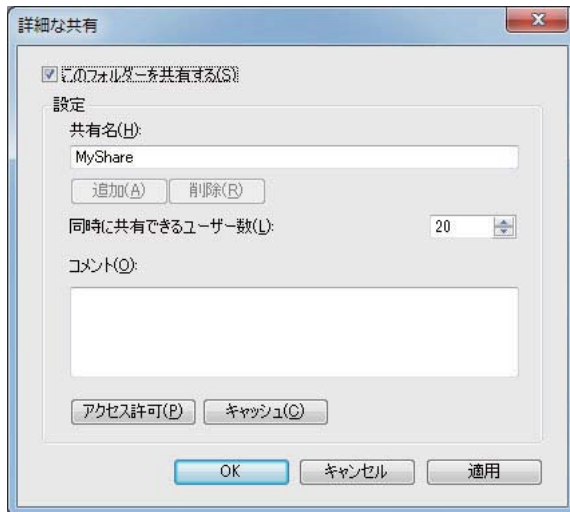 詳細な共有
このフォルダーを共有する(S)
設定
共有名(H):
MyShare
追加(A) 削除(R)
同時に共有できるユーザー数(L): 20
コメント(O):
アクセス許可(P) キャッシュ(C)
OK キャンセル 適用